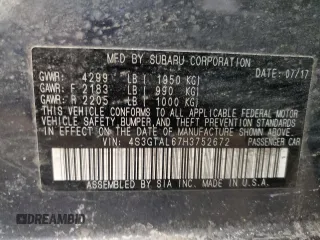 MFD BY SUBARU CORPORATION
GVWR: 4299 LB ( 1950 KG) DATE: 07/17
GAWR: F 2183 LB ( 990 KG)
GAWR: R 2205 LB ( 1000 KG)
THIS VEHICLE CONFORMS TO ALL APPLICABLE FEDERAL MOTOR
VEHICLE SAFETY, BUMPER, AND THEFT PREVENTION STANDARDS
IN EFFECT ON THE DATE OF MANUFACTURE SHOWN ABOVE.
VIN: 4S3GTAL67H3752672 PASSENGER CAR
ASSEMBLED BY SIA INC. MADE IN U.S.A.
© DREAMBID